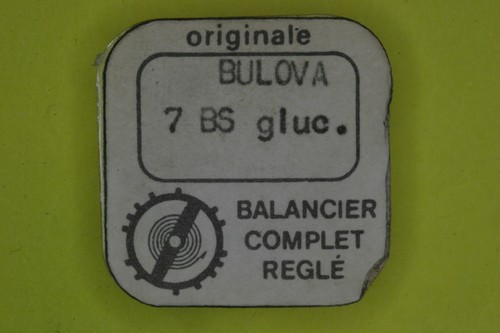 originale
BULOVA
7 BS gluc.
BALANCIER
COMPLET
REGLÉ